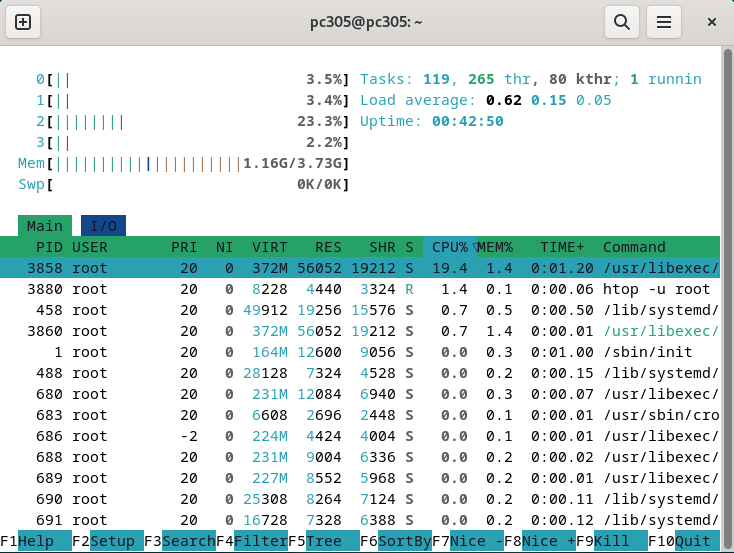 pc305@pc305: ~
0[|| 3.5%] Tasks: 119, 265 thr, 80 kthr; 1 runnin
1[|| 3.4%] Load average: 0.62 0.15 0.05
2[|||||||| 23.3%] Uptime: 00:42:50
3[|| 2.2%]
Mem[|||||||||||||||||||||1.16G/3.73G]
Swp[ 0K/0K]
Main I/O
PID USER PRI NI VIRT RES SHR S CPU%▽MEM% TIME+ Command
3858 root 20 0 372M 56052 19212 S 19.4 1.4 0:01.20 /usr/libexec/
3880 root 20 0 8228 4440 3324 R 1.4 0.1 0:00.06 htop -u root
458 root 20 0 49912 19256 15576 S 0.7 0.5 0:00.50 /lib/systemd/
3860 root 20 0 372M 56052 19212 S 0.7 1.4 0:00.01 /usr/libexec/
1 root 20 0 164M 12600 9056 S 0.0 0.3 0:01.00 /sbin/init
488 root 20 0 28128 7324 4528 S 0.0 0.2 0:00.15 /lib/systemd/
680 root 20 0 231M 12084 6940 S 0.0 0.3 0:00.07 /usr/libexec/
683 root 20 0 6608 2696 2448 S 0.0 0.1 0:00.01 /usr/sbin/cro
686 root -2 0 224M 4424 4004 S 0.0 0.1 0:00.01 /usr/libexec/
688 root 20 0 231M 9004 6336 S 0.0 0.2 0:00.02 /usr/libexec/
689 root 20 0 227M 8552 5968 S 0.0 0.2 0:00.01 /usr/libexec/
690 root 20 0 25308 8264 7124 S 0.0 0.2 0:00.11 /lib/systemd/
691 root 20 0 16728 7328 6388 S 0.0 0.2 0:00.12 /lib/systemd/
F1Help F2Setup F3SearchF4FilterF5Tree F6SortByF7Nice -F8Nice +F9Kill F10Quit